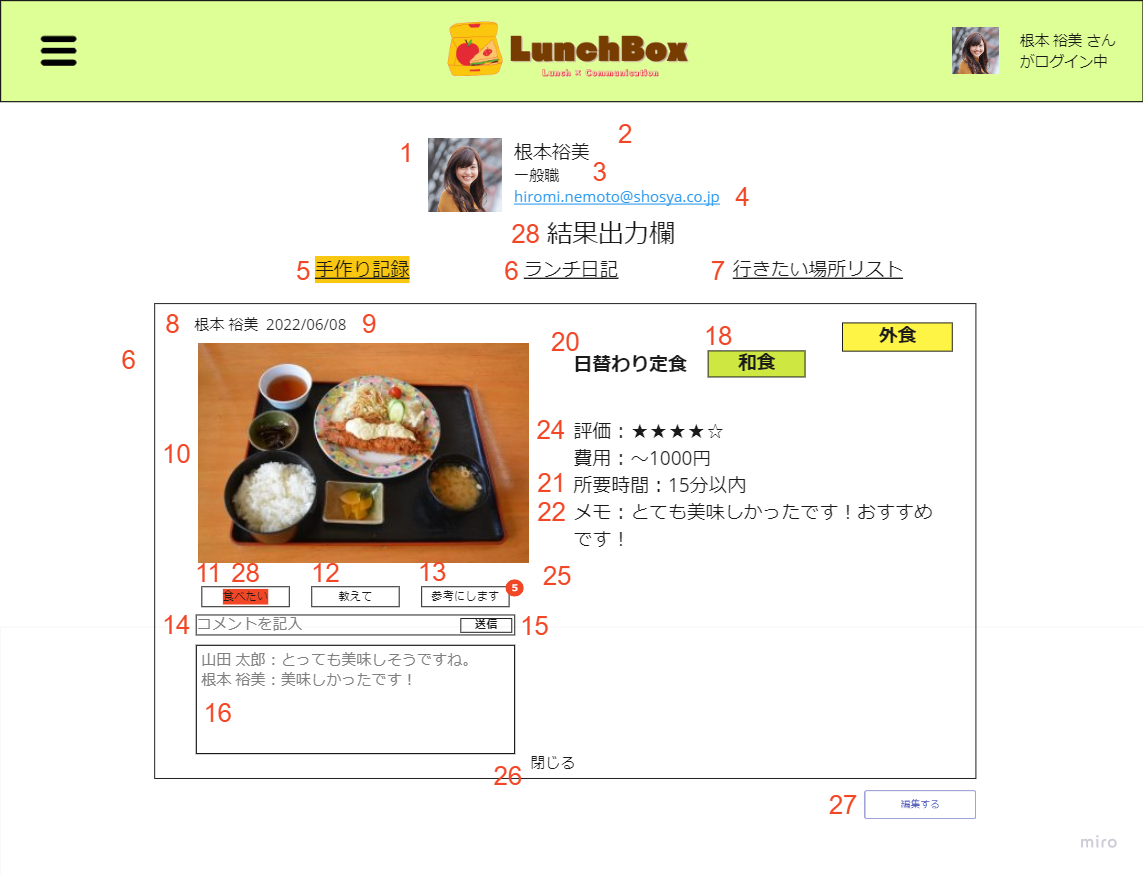 LunchBox
Lunch × Communication
根本 裕美 さん
がログイン中
1
2
根本裕美
一般職
3
hiromi.nemoto@shosya.co.jp
4
28 結果出力欄
5 手作り記録
6 ランチ日記
7 行きたい場所リスト
8 根本 裕美 2022/06/08 9
6
10
20
日替わり定食
18
和食
外食
24 評価：★★★★☆
費用：～1000円
21 所要時間：15分以内
22 メモ：とても美味しかったです！おすすめ
です！
11 28 12 13
25
食べたい
教えて
参考にします
5
14 コメントを記入 送信 15
山田 太郎：とっても美味しそうですね。
根本 裕美：美味しかったです！
16
26 閉じる
27 編集する
miro